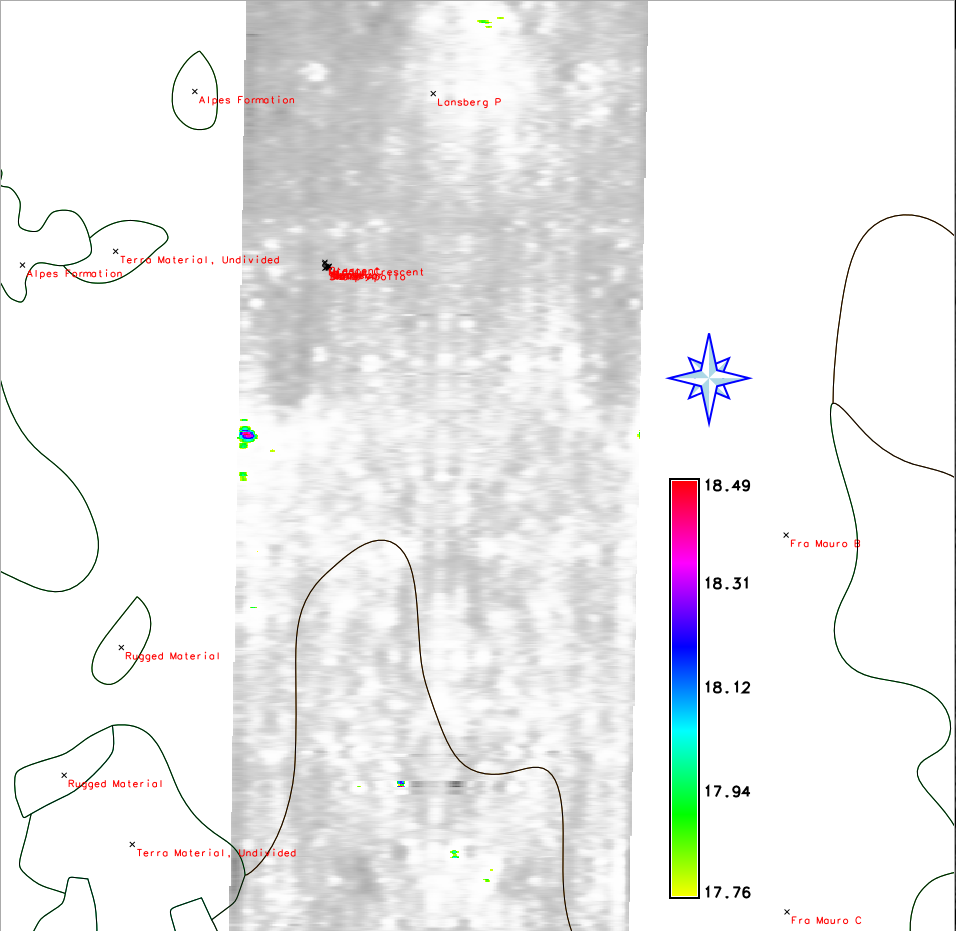 Alpes Formation
Lansberg P
Terra Material, Undivided
Alpes Formation
Crescent
18.49
Fra Mauro B
18.31
Rugged Material
18.12
Rugged Material
17.94
Terra Material, Undivided
17.76
Fra Mauro C